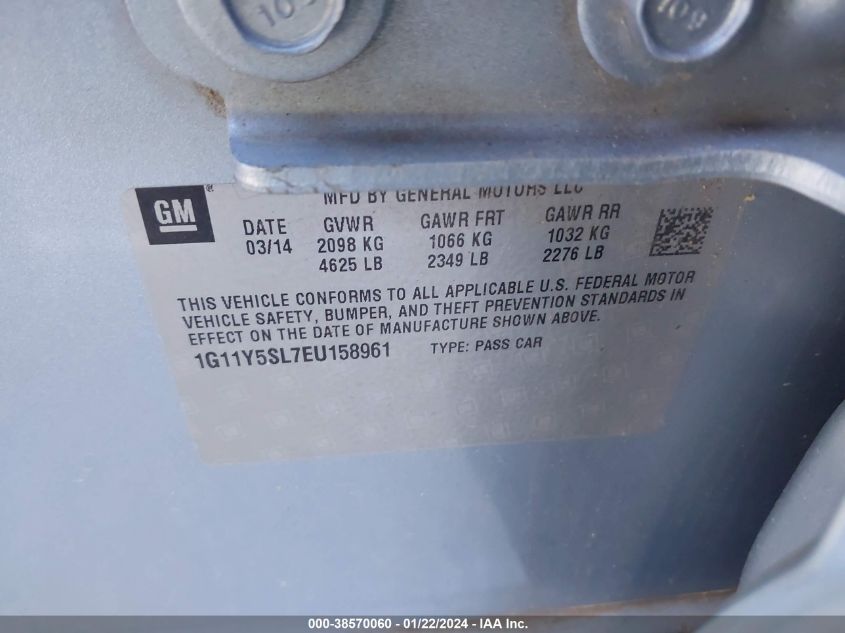 109
109
MFD BY GENERAL MOTORS LLC
GM®
DATE GVWR GAWR FRT GAWR RR
03/14 2098 KG 1066 KG 1032 KG
4625 LB 2349 LB 2276 LB
THIS VEHICLE CONFORMS TO ALL APPLICABLE U.S. FEDERAL MOTOR
VEHICLE SAFETY, BUMPER, AND THEFT PREVENTION STANDARDS IN
EFFECT ON THE DATE OF MANUFACTURE SHOWN ABOVE.
1G11Y5SL7EU158961 TYPE: PASS CAR
000-38570060 - 01/22/2024 - IAA Inc.